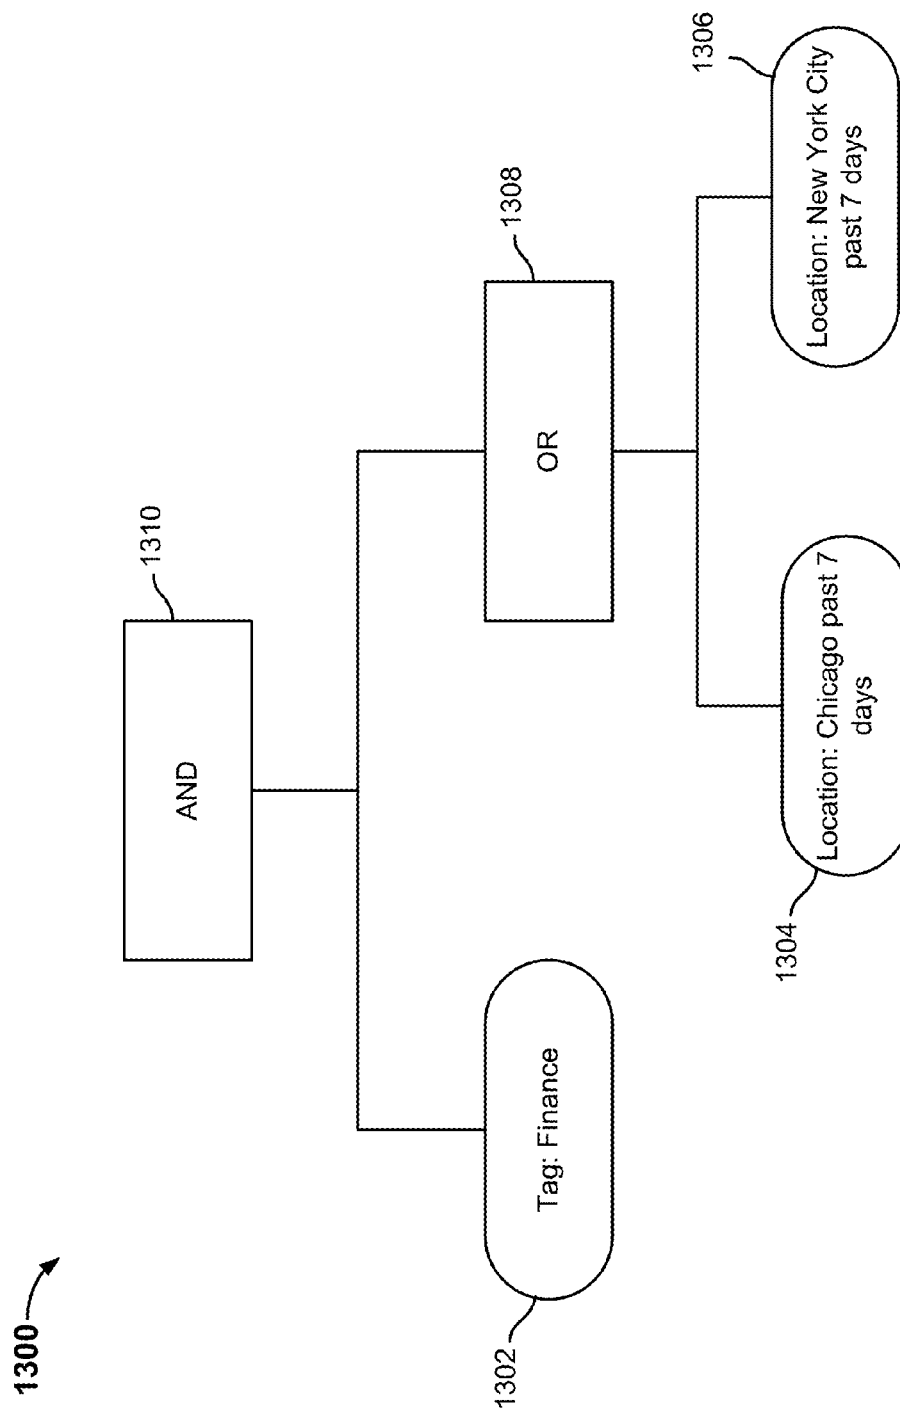 1300
AND
1310
Tag: Finance
1302
OR
1308
Location: Chicago past 7
days
1304
Location: New York City
past 7 days
1306